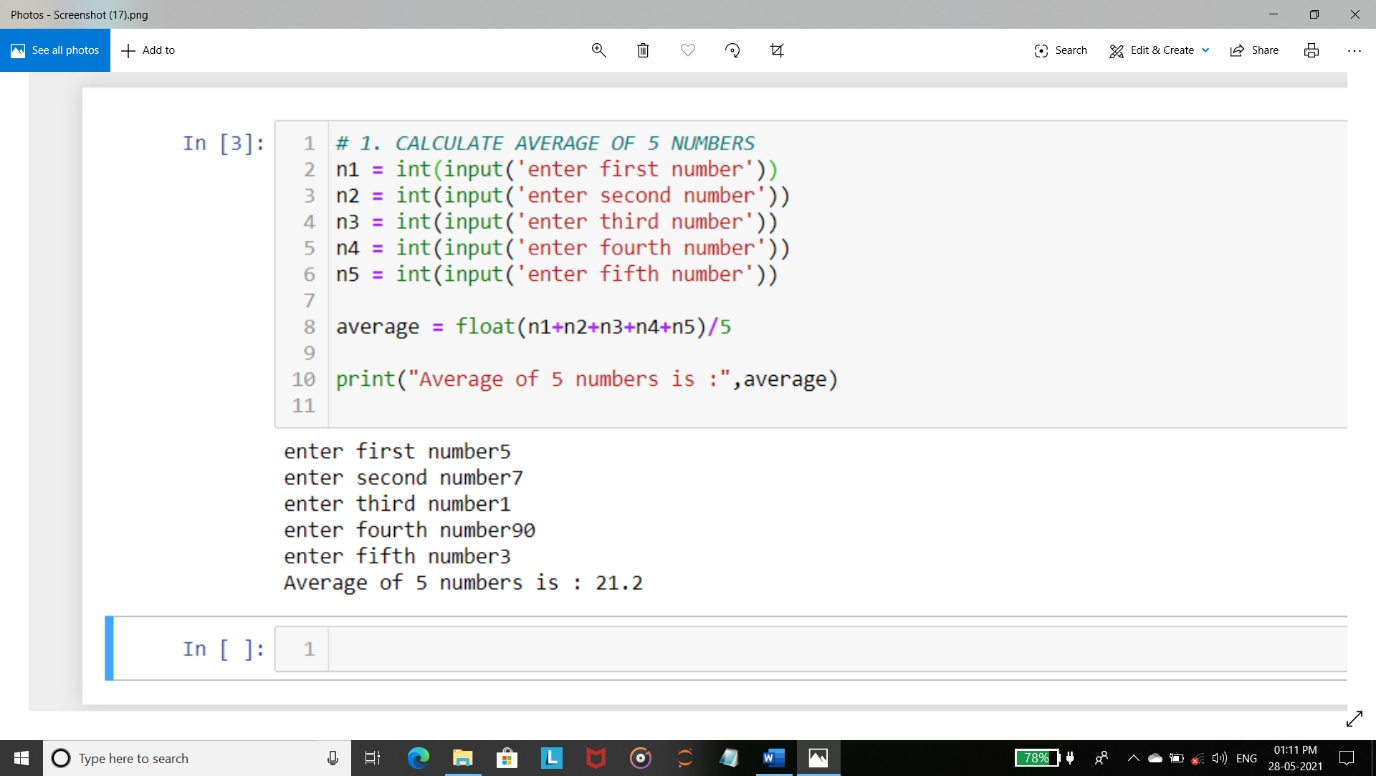 Photos - Screenshot (17).png
See all photos
Add to
Search
Edit & Create
Share
In [3]:
1 # 1. CALCULATE AVERAGE OF 5 NUMBERS
2 n1 = int(input('enter first number'))
3 n2 = int(input('enter second number'))
4 n3 = int(input('enter third number'))
5 n4 = int(input('enter fourth number'))
6 n5 = int(input('enter fifth number'))
7
8 average = float(n1+n2+n3+n4+n5)/5
9
10 print("Average of 5 numbers is :",average)
11
enter first number5
enter second number7
enter third number1
enter fourth number90
enter fifth number3
Average of 5 numbers is : 21.2
In [ ]:
1
Type here to search
L
W
78%
ENG
01:11 PM
28-05-2021